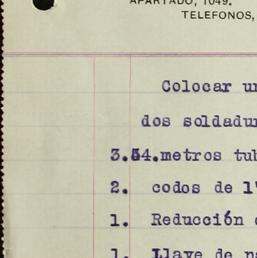 APARTADO, 1049.
TELEFONOS,
Colocar un
dos soldadu
3.54.metros tub
2. codos de 1"
1. Reducción
1. Llave de